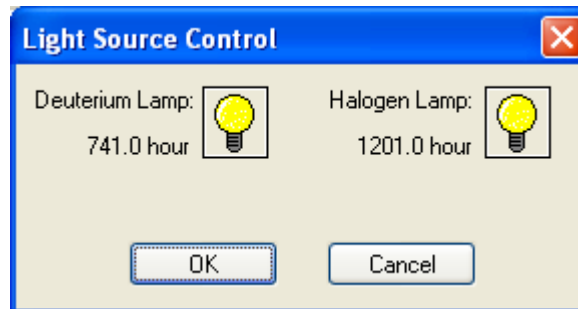 Light Source Control
Deuterium Lamp:
741.0 hour
Halogen Lamp:
1201.0 hour
OK
Cancel